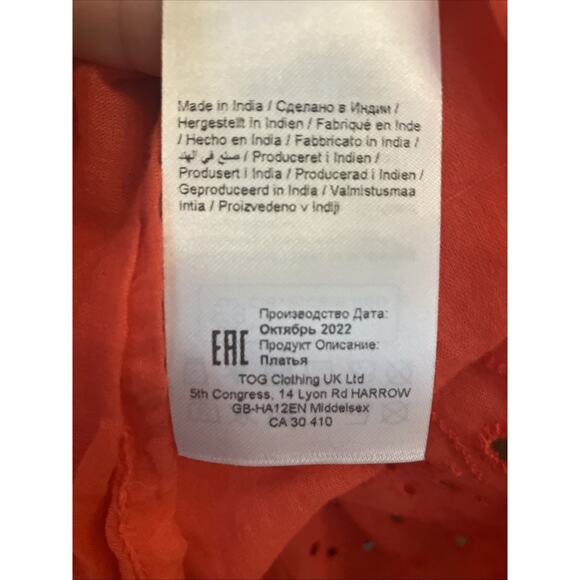 Made in India / Сделано в Индии /
Hergestellt in Indien / Fabriqué en Inde
/ Hecho en India / Fabbricato in india /
صنع في الهند / Produceret i Indien /
Produsert i India / Producerad i Indien /
Geproduceerd in India / Valmistusmaa
Intia / Proizvedeno v Indiji
Производство Дата:
Октябрь 2022
EAC Продукт Описание:
Платья
TOG Clothing UK Ltd
5th Congress, 14 Lyon Rd HARROW
GB-HA12EN Middelsex
CA 30 410